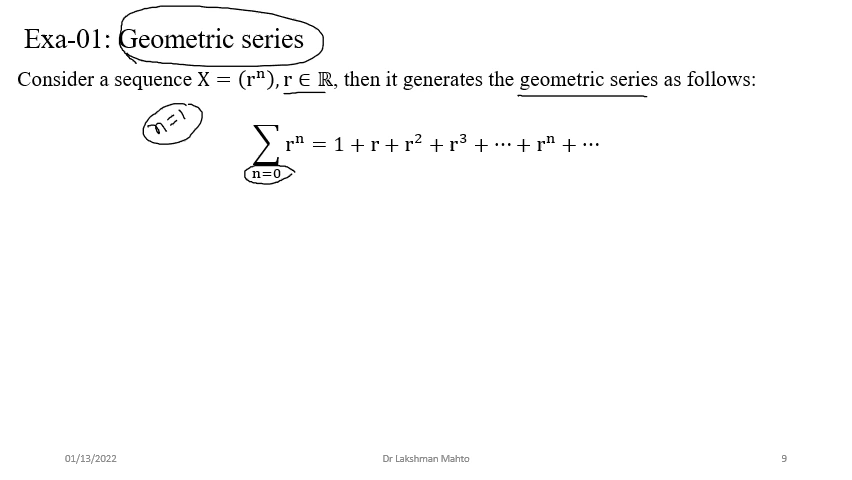 Exa-01: Geometric series
Consider a sequence X = (rⁿ), r ∈ ℝ, then it generates the geometric series as follows:
n=1
∑ rⁿ = 1 + r + r² + r³ + ⋯ + rⁿ + ⋯
n=0
01/13/2022 Dr Lakshman Mahto 9